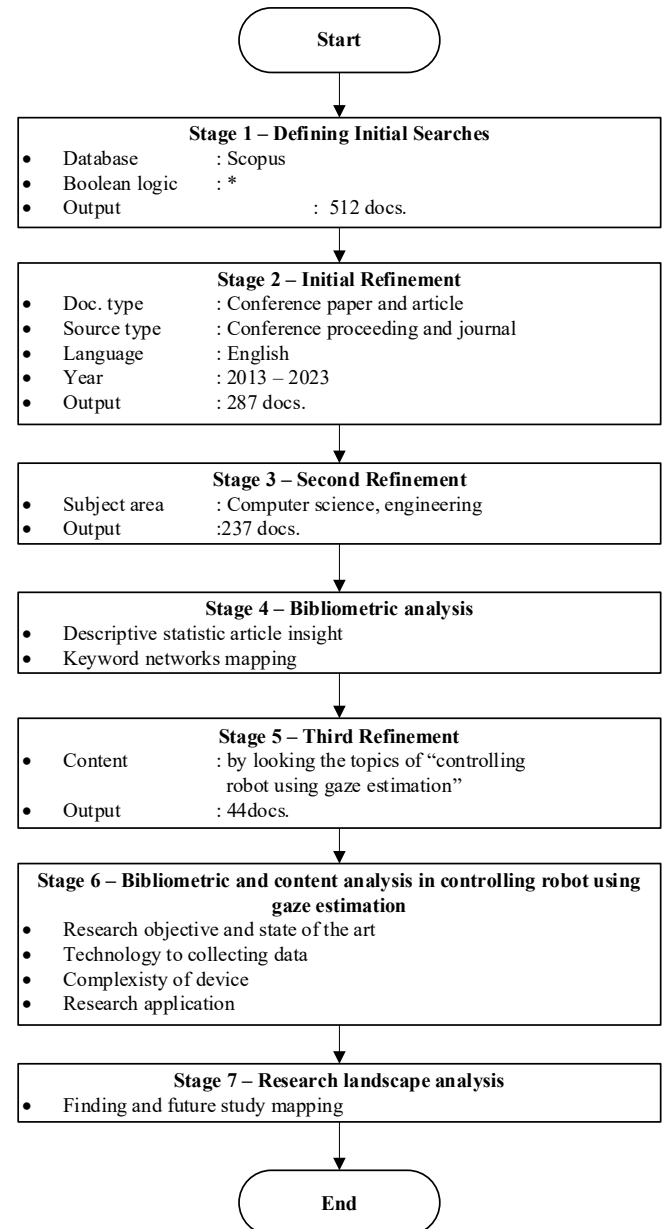 Start
Stage 1 – Defining Initial Searches
• Database : Scopus
• Boolean logic : *
• Output : 512 docs.
Stage 2 – Initial Refinement
• Doc. type : Conference paper and article
• Source type : Conference proceeding and journal
• Language : English
• Year : 2013 – 2023
• Output : 287 docs.
Stage 3 – Second Refinement
• Subject area : Computer science, engineering
• Output :237 docs.
Stage 4 – Bibliometric analysis
• Descriptive statistic article insight
• Keyword networks mapping
Stage 5 – Third Refinement
• Content : by looking the topics of “controlling
robot using gaze estimation”
• Output : 44docs.
Stage 6 – Bibliometric and content analysis in controlling robot using
gaze estimation
• Research objective and state of the art
• Technology to collecting data
• Complexisty of device
• Research application
Stage 7 – Research landscape analysis
• Finding and future study mapping
End